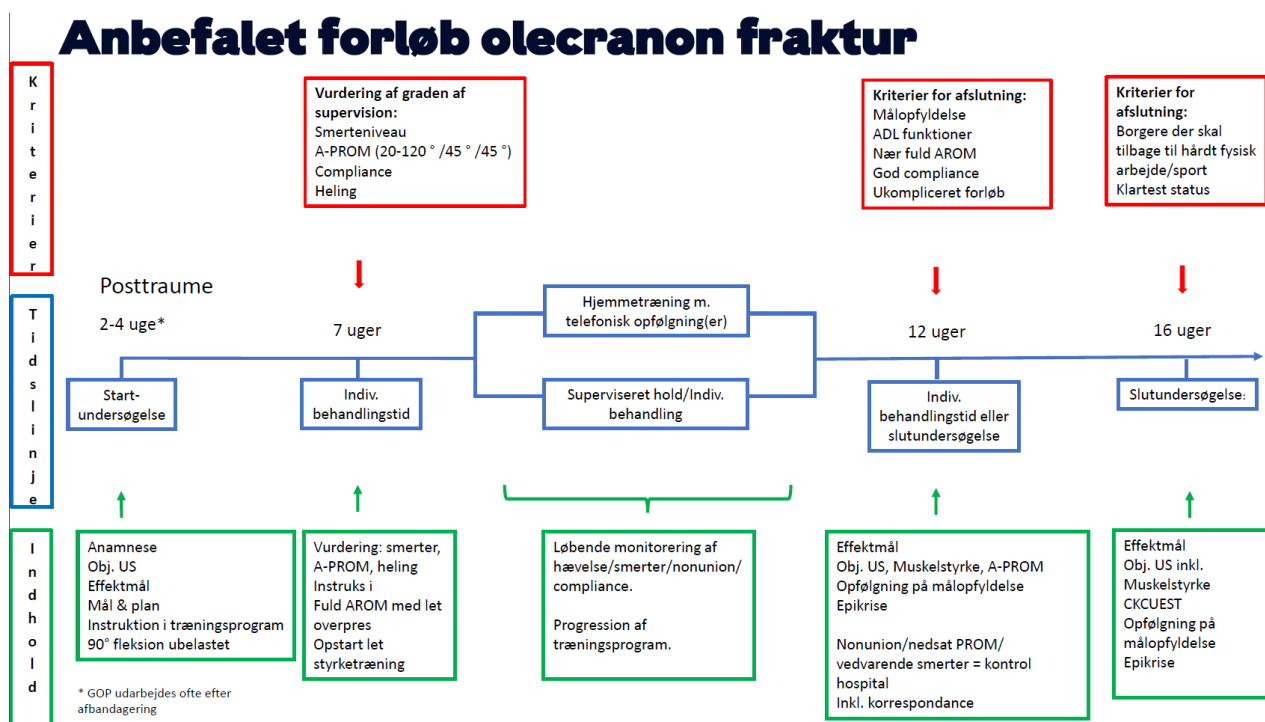 Anbefalet forløb olecranon fraktur
Kriterier
Vurdering af graden af
supervision:
Smerteniveau
A-PROM (20-120 ° /45 ° /45 °)
Compliance
Heling
Kriterier for afslutning:
Målopfyldelse
ADL funktioner
Nær fuld AROM
God compliance
Ukompliceret forløb
Kriterier for
afslutning:
Borgere der skal
tilbage til hårdt fysisk
arbejde/sport
Klartest status
Tidslinje
Posttraume
2-4 uge*
7 uger
12 uger
16 uger
Start-
undersøgelse
Indiv.
behandlingstid
Hjemmetræning m.
telefonisk opfølgning(er)
Superviseret hold/Indiv.
behandling
Indiv.
behandlingstid eller
slutundersøgelse
Slutundersøgelse:
Indhold
Anamnese
Obj. US
Effektmål
Mål & plan
Instruktion i træningsprogram
90° fleksion ubelastet
* GOP udarbejdes ofte efter
afbandagering
Vurdering: smerter,
A-PROM, heling
Instruks i
Fuld AROM med let
overpres
Opstart let
styrketræning
Løbende monitorering af
hævelse/smerter/nonunion/
compliance.
Progression af
træningsprogram.
Effektmål
Obj. US, Muskelstyrke, A-PROM
Opfølgning på målopfyldelse
Epikrise
Nonunion/nedsat PROM/
vedvarende smerter = kontrol
hospital
Inkl. korrespondance
Effektmål
Obj. US inkl.
Muskelstyrke
CKCUEST
Opfølgning på
målopfyldelse
Epikrise